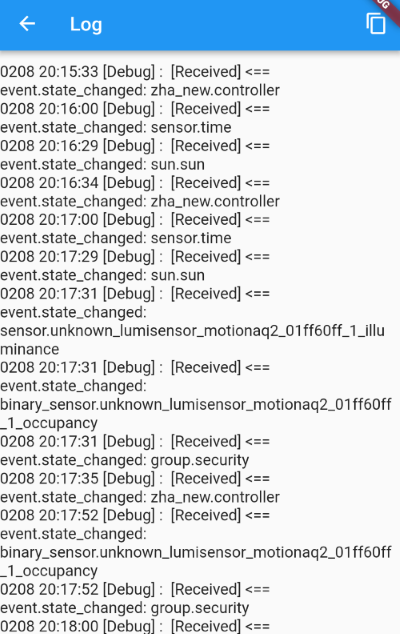 Log
0208 20:15:33 [Debug] :  [Received] <==
event.state_changed: zha_new.controller
0208 20:16:00 [Debug] :  [Received] <==
event.state_changed: sensor.time
0208 20:16:29 [Debug] :  [Received] <==
event.state_changed: sun.sun
0208 20:16:34 [Debug] :  [Received] <==
event.state_changed: zha_new.controller
0208 20:17:00 [Debug] :  [Received] <==
event.state_changed: sensor.time
0208 20:17:29 [Debug] :  [Received] <==
event.state_changed: sun.sun
0208 20:17:31 [Debug] :  [Received] <==
event.state_changed:
sensor.unknown_lumisensor_motionaq2_01ff60ff_1_illu
minance
0208 20:17:31 [Debug] :  [Received] <==
event.state_changed:
binary_sensor.unknown_lumisensor_motionaq2_01ff60ff
_1_occupancy
0208 20:17:31 [Debug] :  [Received] <==
event.state_changed: group.security
0208 20:17:35 [Debug] :  [Received] <==
event.state_changed: zha_new.controller
0208 20:17:52 [Debug] :  [Received] <==
event.state_changed:
binary_sensor.unknown_lumisensor_motionaq2_01ff60ff
_1_occupancy
0208 20:17:52 [Debug] :  [Received] <==
event.state_changed: group.security
0208 20:18:00 [Debug] :  [Received] <==